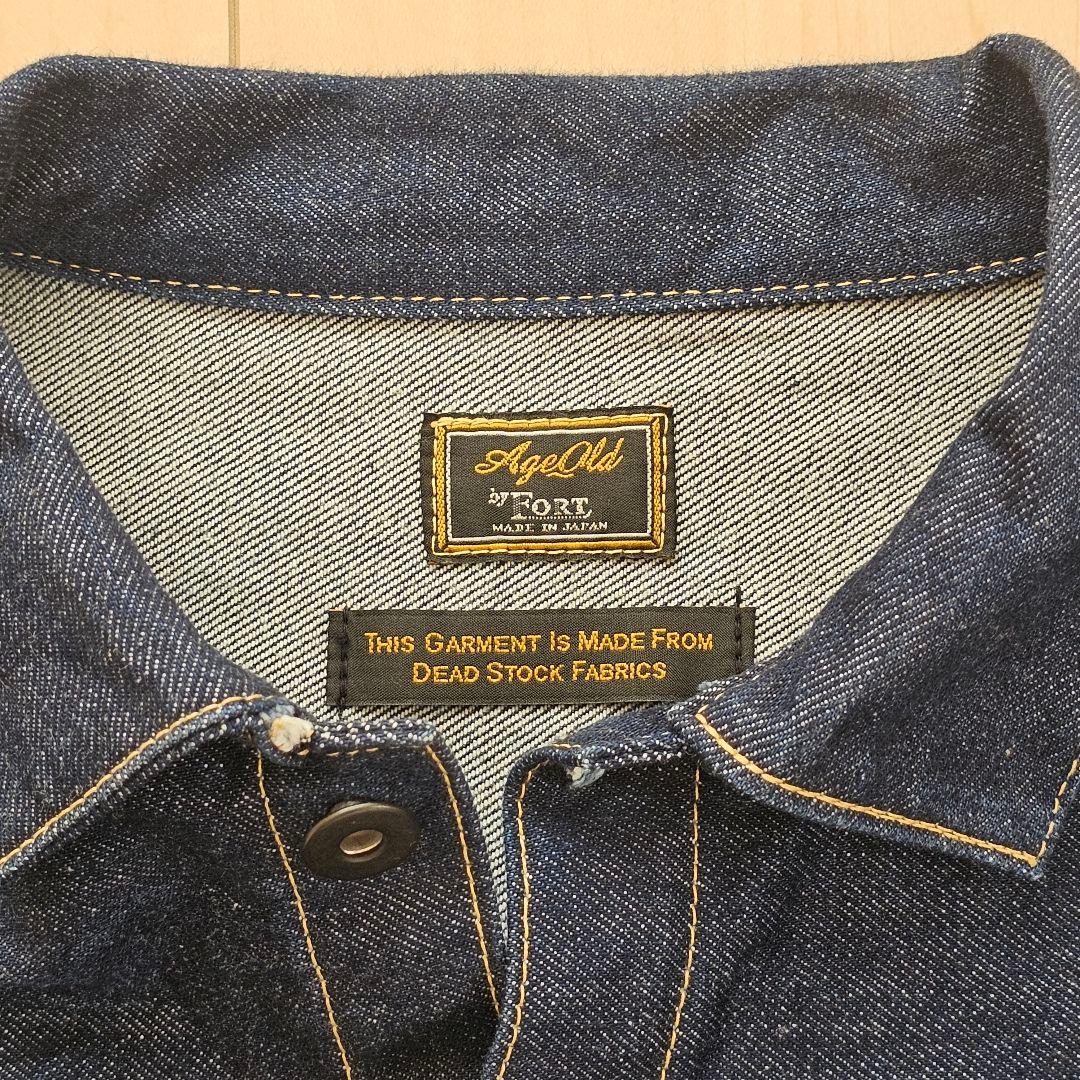 AgeOld
by FORT
MADE IN JAPAN
THIS GARMENT IS MADE FROM
DEAD STOCK FABRICS